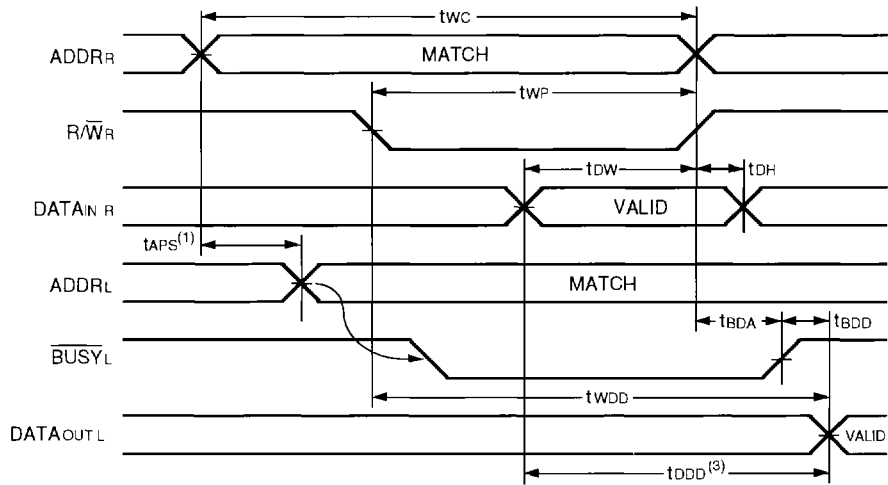 tWC
ADDRR
MATCH
tWP
R/W̅R
tDW
tDH
DATAIN R
VALID
tAPS(1)
ADDRL
MATCH
tBDA
tBDD
B̅U̅S̅Y̅L
tWDD
DATAOUT L
VALID
tDDD(3)